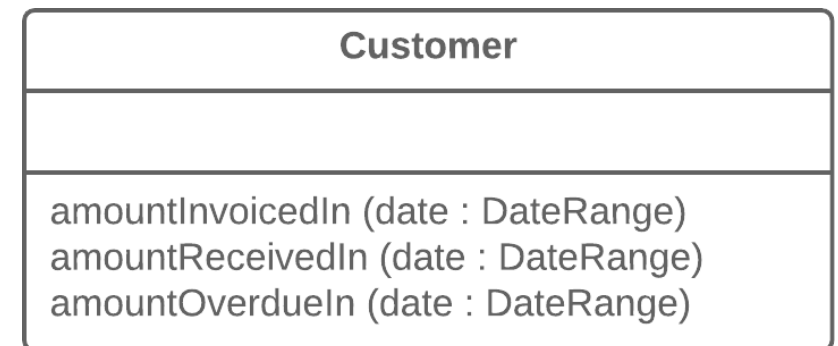 Customer
amountInvoicedIn (date : DateRange)
amountReceivedIn (date : DateRange)
amountOverdueIn (date : DateRange)